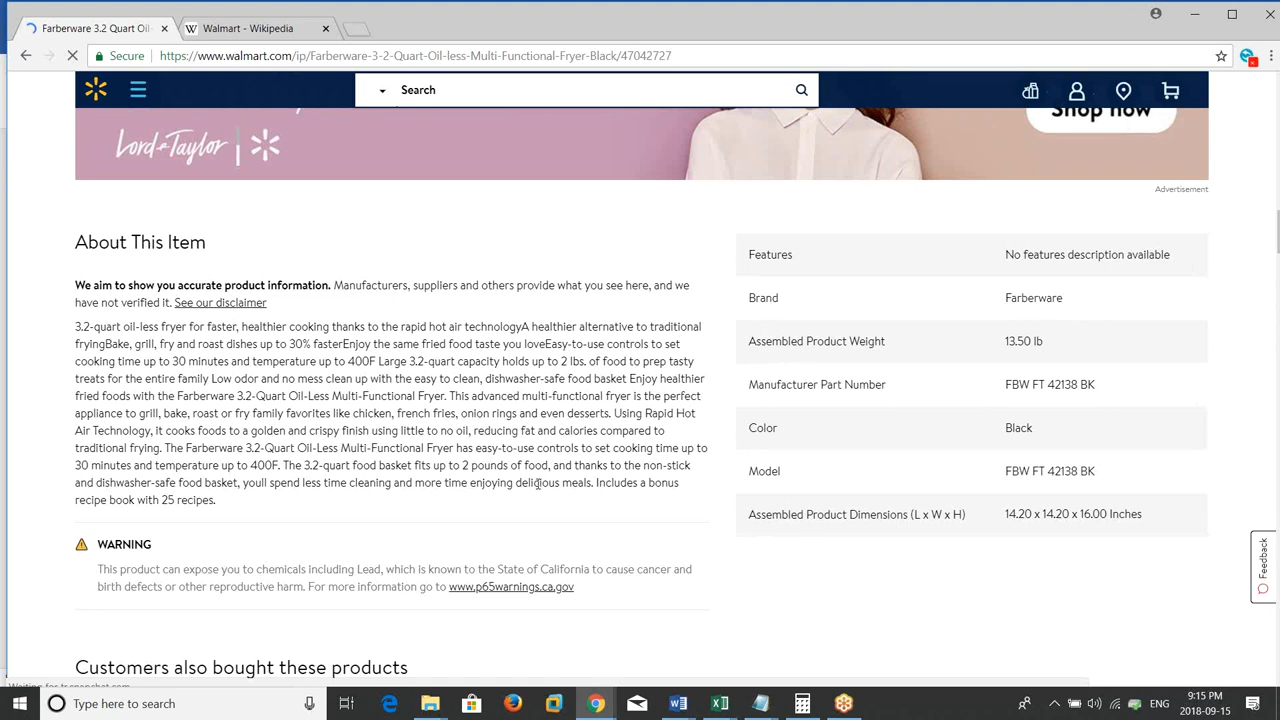 Farberware 3.2 Quart Oil-
Walmart - Wikipedia
Secure
https://www.walmart.com/ip/Farberware-3-2-Quart-Oil-less-Multi-Functional-Fryer-Black/47042727
Search
Shop now
Lord & Taylor
Advertisement
About This Item
We aim to show you accurate product information. Manufacturers, suppliers and others provide what you see here, and we
have not verified it. See our disclaimer
3.2-quart oil-less fryer for faster, healthier cooking thanks to the rapid hot air technologyA healthier alternative to traditional
fryingBake, grill, fry and roast dishes up to 30% fasterEnjoy the same fried food taste you loveEasy-to-use controls to set
cooking time up to 30 minutes and temperature up to 400F Large 3.2-quart capacity holds up to 2 lbs. of food to prep tasty
treats for the entire family Low odor and no mess clean up with the easy to clean, dishwasher-safe food basket Enjoy healthier
fried foods with the Farberware 3.2-Quart Oil-Less Multi-Functional Fryer. This advanced multi-functional fryer is the perfect
appliance to grill, bake, roast or fry family favorites like chicken, french fries, onion rings and even desserts. Using Rapid Hot
Air Technology, it cooks foods to a golden and crispy finish using little to no oil, reducing fat and calories compared to
traditional frying. The Farberware 3.2-Quart Oil-Less Multi-Functional Fryer has easy-to-use controls to set cooking time up to
30 minutes and temperature up to 400F. The 3.2-quart food basket fits up to 2 pounds of food, and thanks to the non-stick
and dishwasher-safe food basket, youll spend less time cleaning and more time enjoying delicious meals. Includes a bonus
recipe book with 25 recipes.
WARNING
This product can expose you to chemicals including Lead, which is known to the State of California to cause cancer and
birth defects or other reproductive harm. For more information go to www.p65warnings.ca.gov
Features No features description available
Brand Farberware
Assembled Product Weight 13.50 lb
Manufacturer Part Number FBW FT 42138 BK
Color Black
Model FBW FT 42138 BK
Assembled Product Dimensions (L x W x H) 14.20 x 14.20 x 16.00 Inches
Feedback
Customers also bought these products
Type here to search
ENG
9:15 PM
2018-09-15